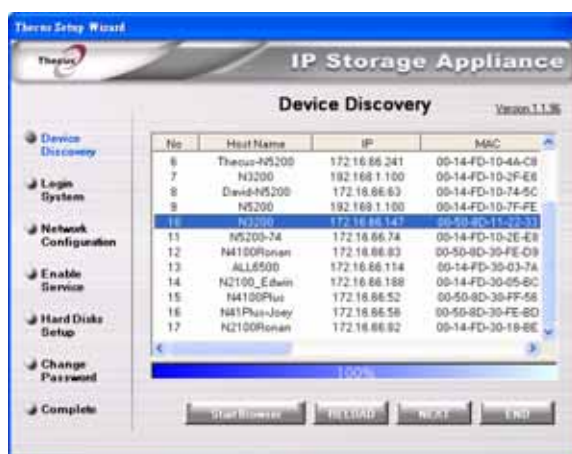 Thecus Setup Wizard
Thecus
IP Storage Appliance
Device Discovery
Version 1.1.36
Device Discovery
Login System
Network Configuration
Enable Service
Hard Disks Setup
Change Password
Complete
No Host Name IP MAC
6 Thecus-N5200 172.16.66.241 00-14-FD-10-4A-C8
7 N3200 192.168.1.100 00-14-FD-10-2F-E6
8 David-N5200 172.16.66.63 00-14-FD-10-74-5C
9 N5200 192.168.1.100 00-14-FD-10-7F-FE
10 N3200 172.16.66.147 00-50-8D-11-22-33
11 N5200-74 172.16.66.74 00-14-FD-10-2E-E8
12 N4100Ronan 172.16.66.83 00-50-8D-30-FE-D9
13 ALL6500 172.16.66.114 00-14-FD-30-03-7A
14 N2100_Edwin 172.16.66.188 00-14-FD-30-05-BC
15 N4100Plus 172.16.66.52 00-50-8D-30-FF-56
16 N41Plus-Joey 172.16.66.56 00-50-8D-30-FE-BD
17 N2100Ronan 172.16.66.92 00-14-FD-30-18-BE
100%
Start Browser RELOAD NEXT END